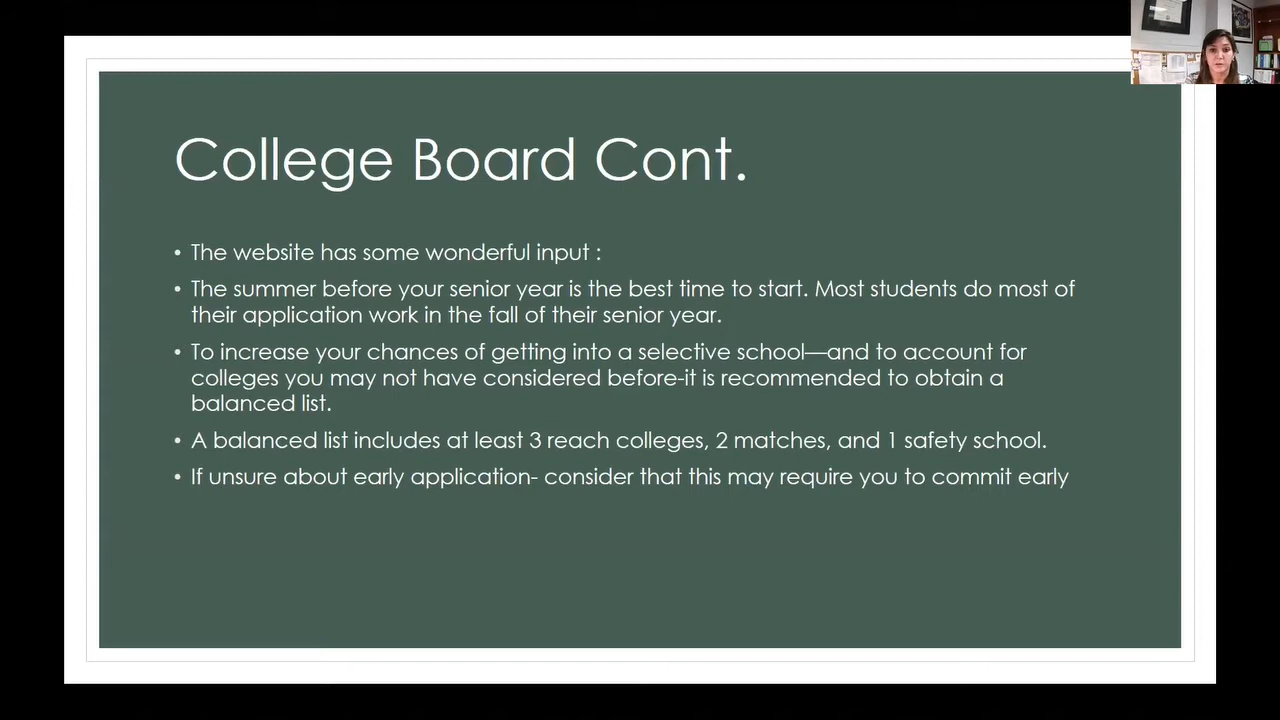 College Board Cont.
• The website has some wonderful input :
• The summer before your senior year is the best time to start. Most students do most of
their application work in the fall of their senior year.
• To increase your chances of getting into a selective school—and to account for
colleges you may not have considered before-it is recommended to obtain a
balanced list.
• A balanced list includes at least 3 reach colleges, 2 matches, and 1 safety school.
• If unsure about early application- consider that this may require you to commit early